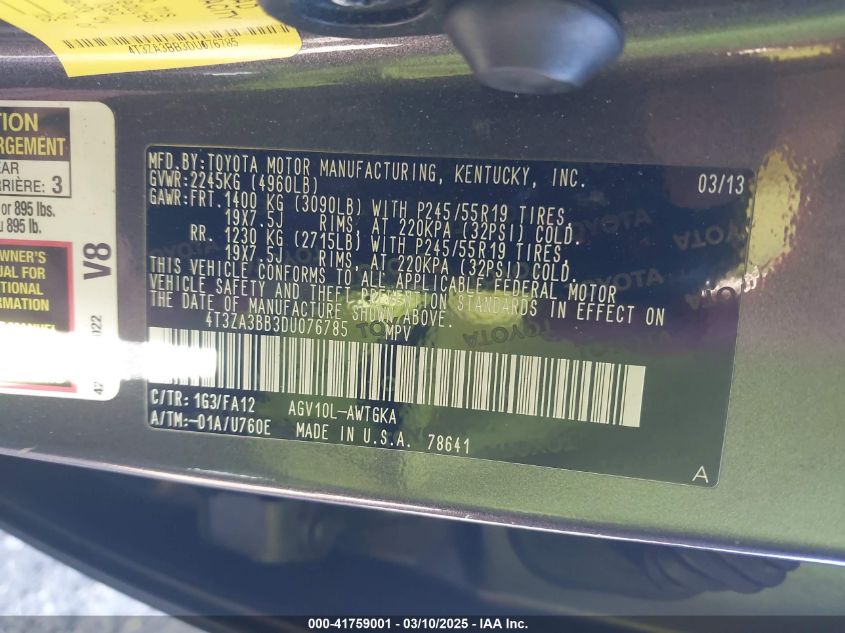 4T3ZA3BB3DU076785
TION
RGEMENT
EAR
ARRIÈRE: 3
or 895 lbs.
u 895 lb.
OWNER'S
UAL FOR
TIONAL
RMATION
V8
MFD.BY:TOYOTA MOTOR MANUFACTURING, KENTUCKY, INC. 03/13
GVWR:2245KG (4960LB)
GAWR:FRT.1400 KG (3090LB) WITH P245/55R19 TIRES,
19X7.5J RIMS, AT 220KPA (32PSI) COLD.
RR. 1230 KG (2715LB) WITH P245/55R19 TIRES,
19X7.5J RIMS, AT 220KPA (32PSI) COLD.
THIS VEHICLE CONFORMS TO ALL APPLICABLE FEDERAL MOTOR
VEHICLE SAFETY AND THEFT PREVENTION STANDARDS IN EFFECT ON
THE DATE OF MANUFACTURE SHOWN ABOVE.
4T3ZA3BB3DU076785 MPV
C/TR: 1G3/FA12 AGV10L-AWTGKA
A/TM:-01A/U760E MADE IN U.S.A. 78641
A
000-41759001 - 03/10/2025 - IAA Inc.